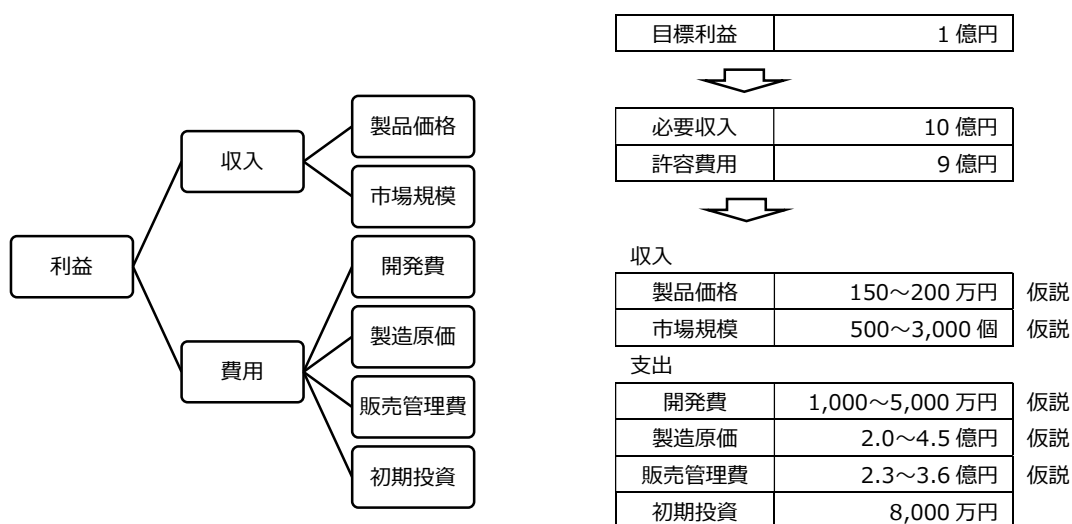 利益
収入
製品価格
市場規模
費用
開発費
製造原価
販売管理費
初期投資
目標利益 1 億円
必要収入 10 億円
許容費用 9 億円
収入
製品価格 150～200 万円 仮説
市場規模 500～3,000 個 仮説
支出
開発費 1,000～5,000 万円 仮説
製造原価 2.0～4.5 億円 仮説
販売管理費 2.3～3.6 億円 仮説
初期投資 8,000 万円